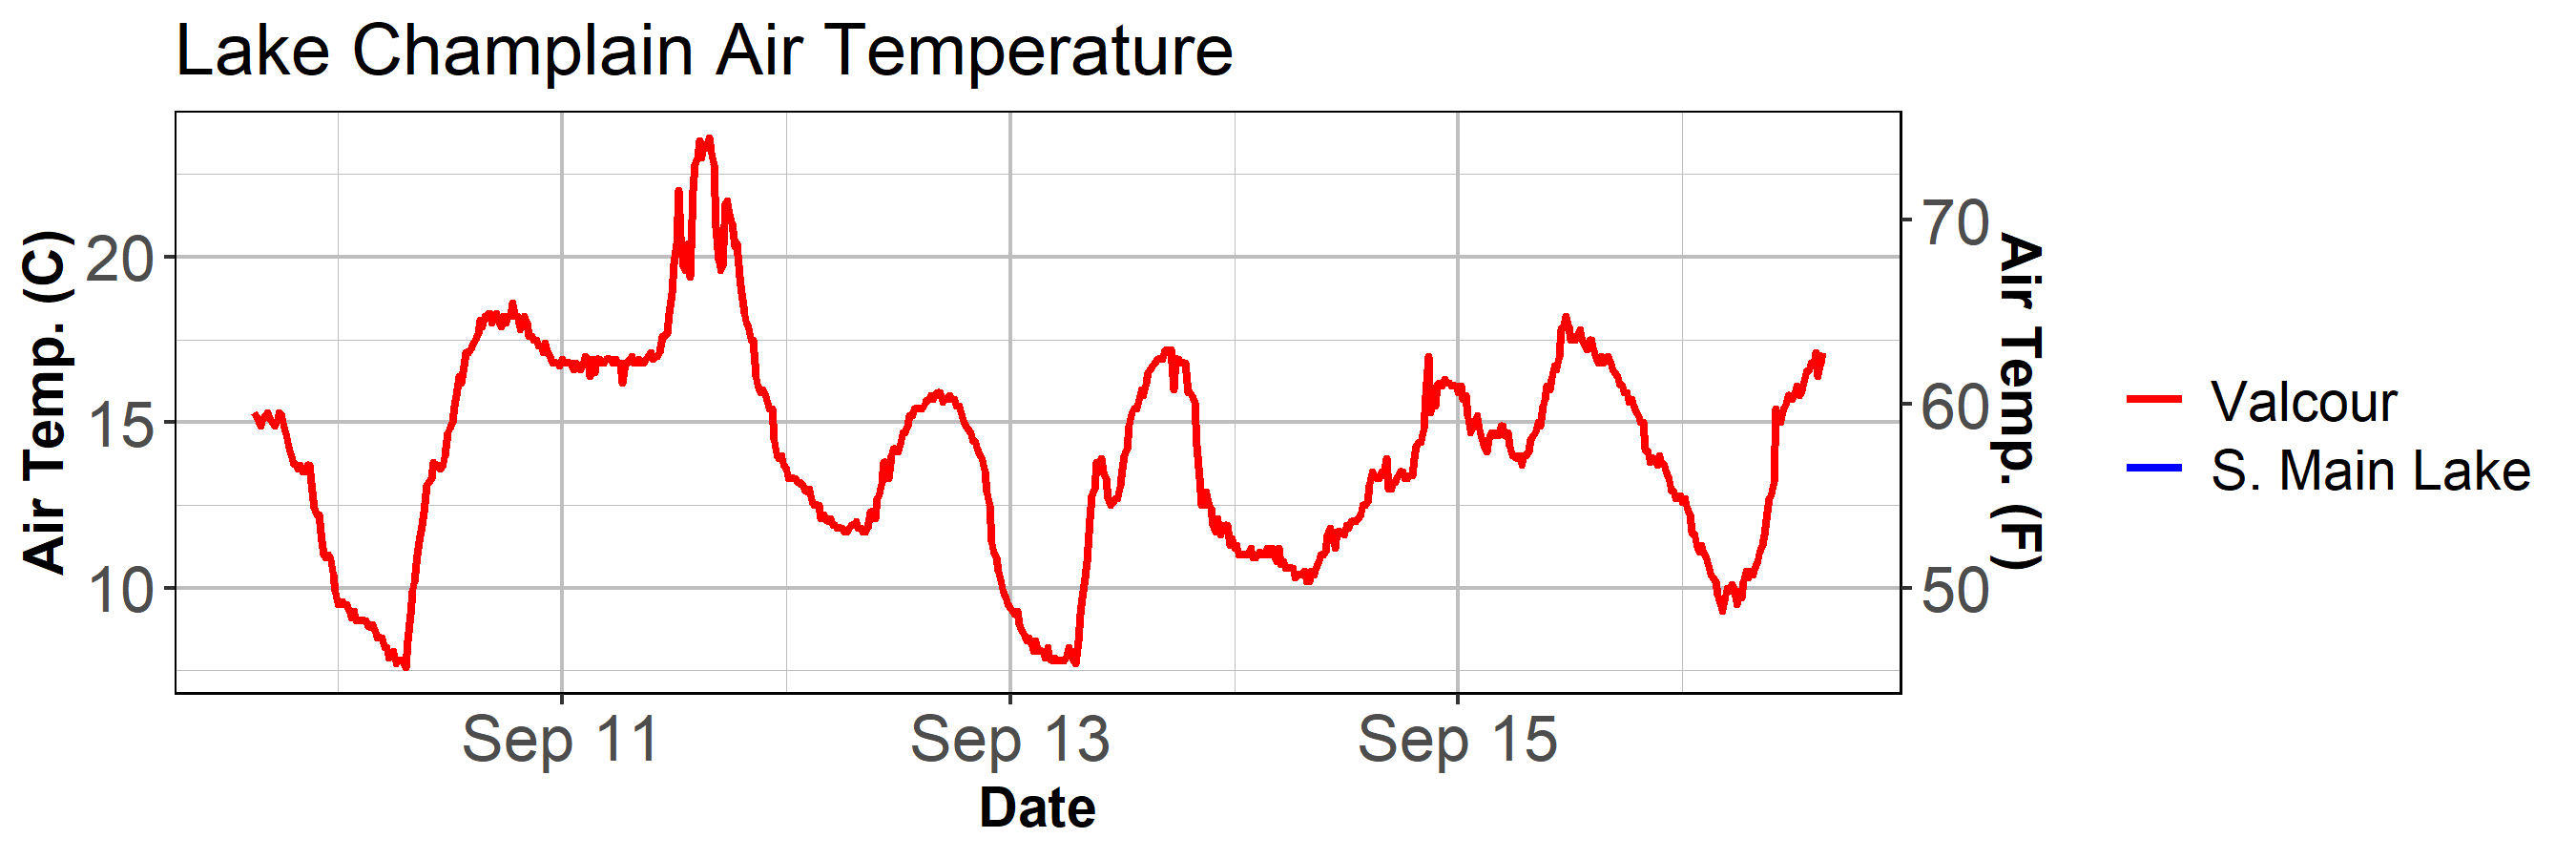 Lake Champlain Air Temperature
Air Temp. (C)
20
15
10
70
60
50
Air Temp. (F)
Sep 11
Sep 13
Sep 15
Date
Valcour
S. Main Lake